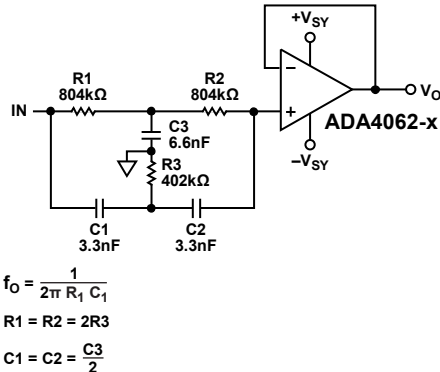 +VSY
R1
804kΩ
R2
804kΩ
IN
−
+
VO
ADA4062-x
C3
6.6nF
R3
402kΩ
−VSY
C1
3.3nF
C2
3.3nF
fO = 1 / 2π R1 C1
R1 = R2 = 2R3
C1 = C2 = C3 / 2